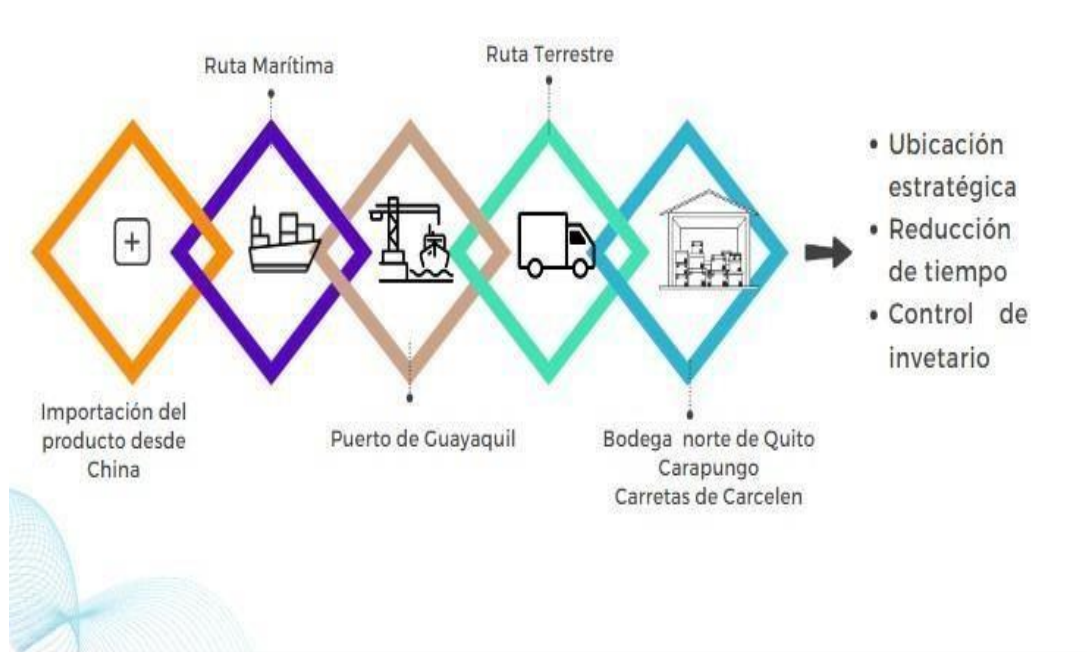 Ruta Marítima
Ruta Terrestre
Importación del
producto desde
China
Puerto de Guayaquil
Bodega norte de Quito
Carapungo
Carretas de Carcelen
• Ubicación
estratégica
• Reducción
de tiempo
• Control de
invetario